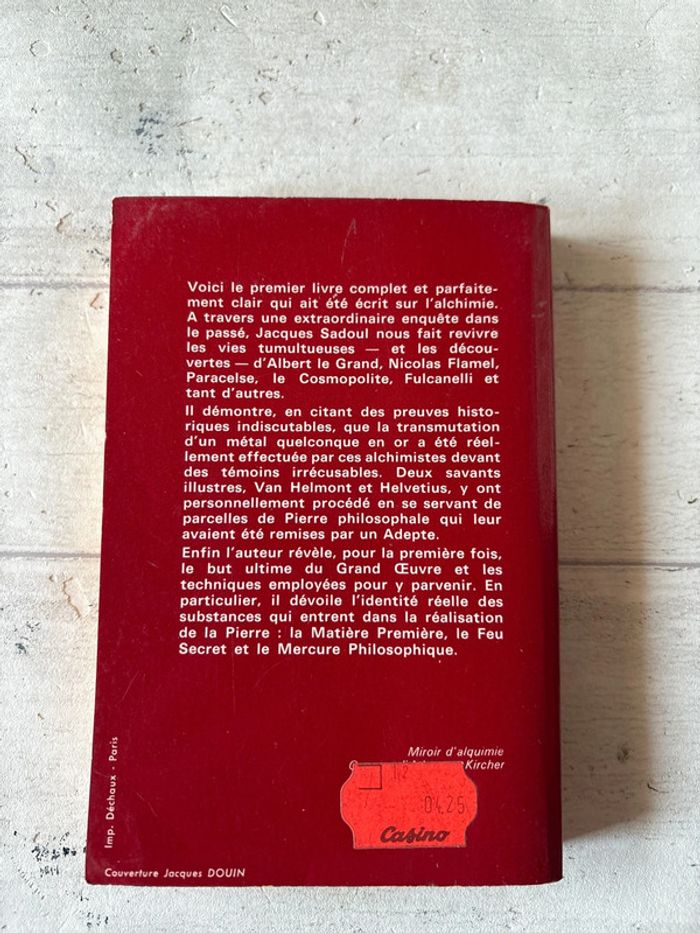 Voici le premier livre complet et parfaite-
ment clair qui ait été écrit sur l'alchimie.
A travers une extraordinaire enquête dans
le passé, Jacques Sadoul nous fait revivre
les vies tumultueuses — et les décou-
vertes — d'Albert le Grand, Nicolas Flamel,
Paracelse, le Cosmopolite, Fulcanelli et
tant d'autres.
Il démontre, en citant des preuves histo-
riques indiscutables, que la transmutation
d'un métal quelconque en or a été réel-
lement effectuée par ces alchimistes devant
des témoins irrécusables. Deux savants
illustres, Van Helmont et Helvetius, y ont
personnellement procédé en se servant de
parcelles de Pierre philosophale qui leur
avaient été remises par un Adepte.
Enfin l'auteur révèle, pour la première fois,
le but ultime du Grand Œuvre et les
techniques employées pour y parvenir. En
particulier, il dévoile l'identité réelle des
substances qui entrent dans la réalisation
de la Pierre : la Matière Première, le Feu
Secret et le Mercure Philosophique.
Miroir d'alquimie
Kircher
04.25
Casino
Imp. Déchaux - Paris
Couverture Jacques DOUIN